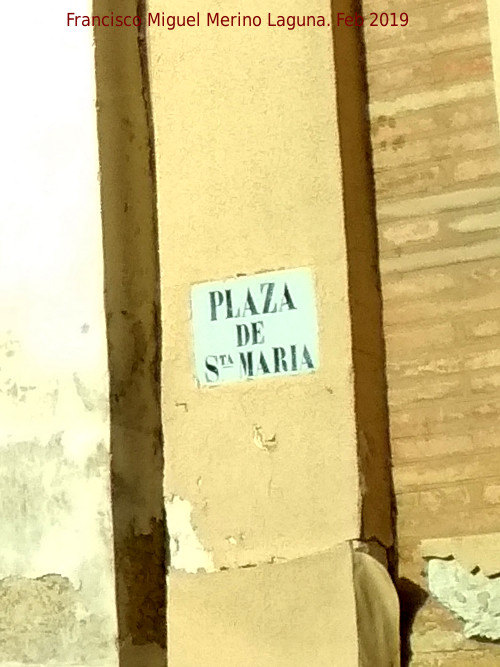 Francisco Miguel Merino Laguna. Feb 2019
PLAZA
DE
Sᵀᴬ MARIA